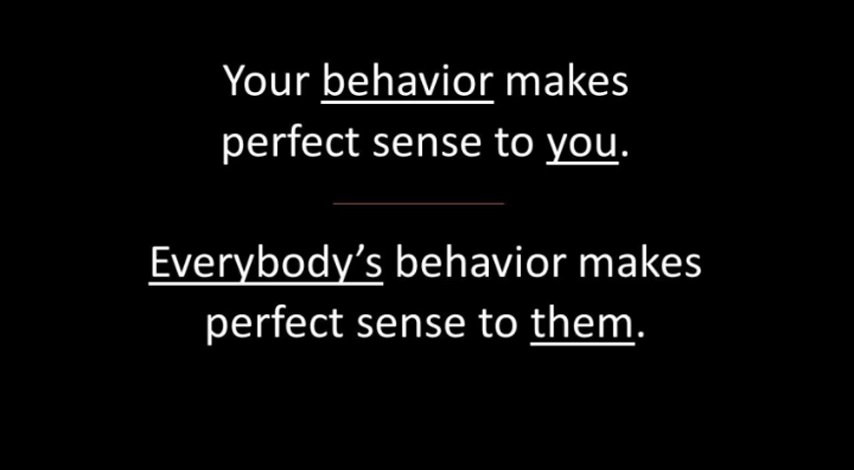 Your behavior makes
perfect sense to you.
Everybody’s behavior makes
perfect sense to them.